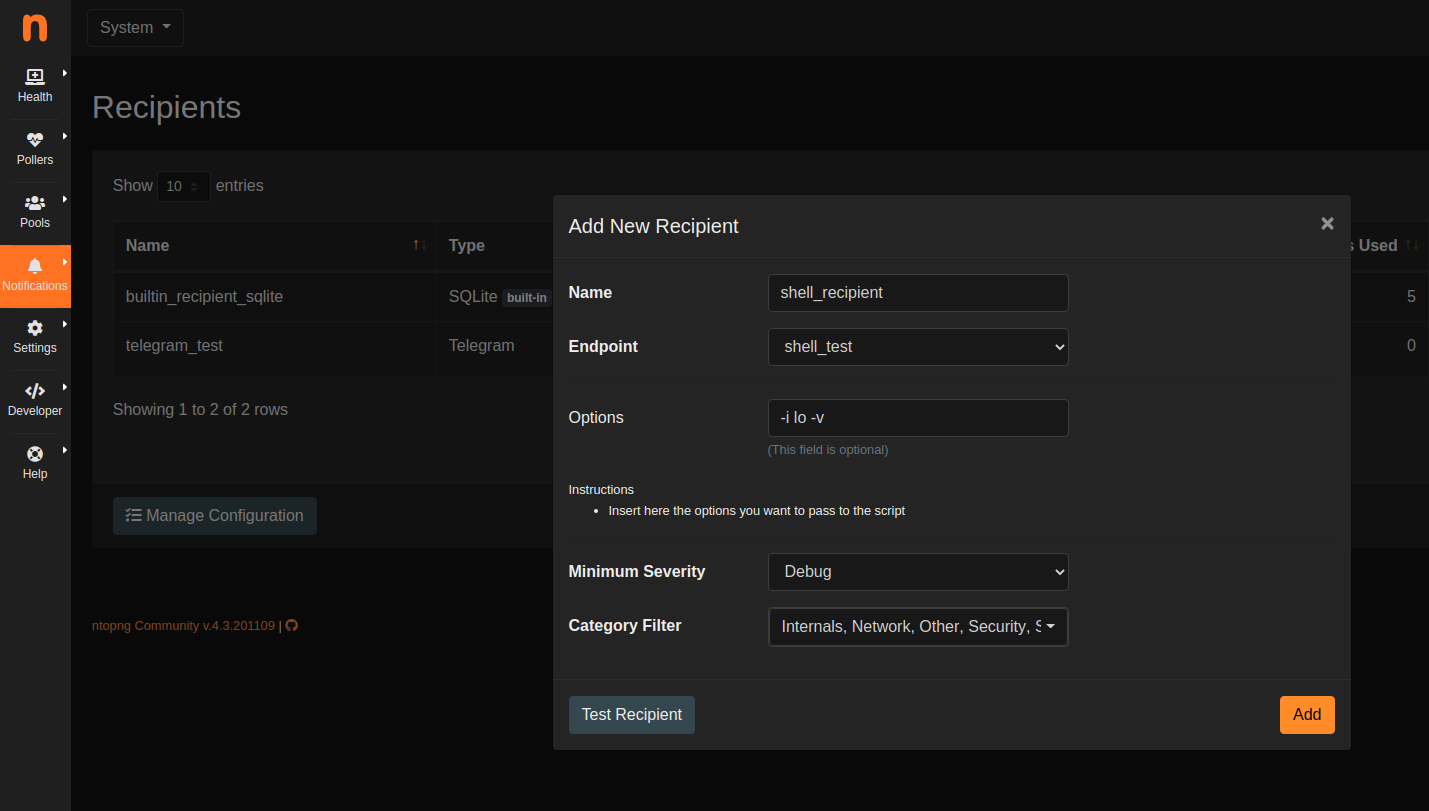 n
System
Health
Pollers
Pools
Notifications
Settings
Developer
Help
Recipients
Show 10 entries
Name Type Used
builtin_recipient_sqlite SQLite built-in 5
telegram_test Telegram 0
Showing 1 to 2 of 2 rows
Manage Configuration
ntopng Community v.4.3.201109 |
Add New Recipient
Name shell_recipient
Endpoint shell_test
Options -i lo -v
(This field is optional)
Instructions
• Insert here the options you want to pass to the script
Minimum Severity Debug
Category Filter Internals, Network, Other, Security, S
Test Recipient Add